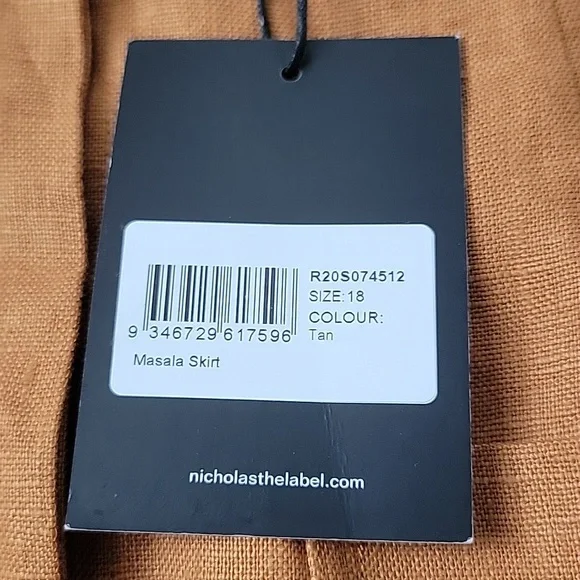 R20S074512
SIZE:18
COLOUR:
Tan
9 346729 617596
Masala Skirt
nicholasthelabel.com